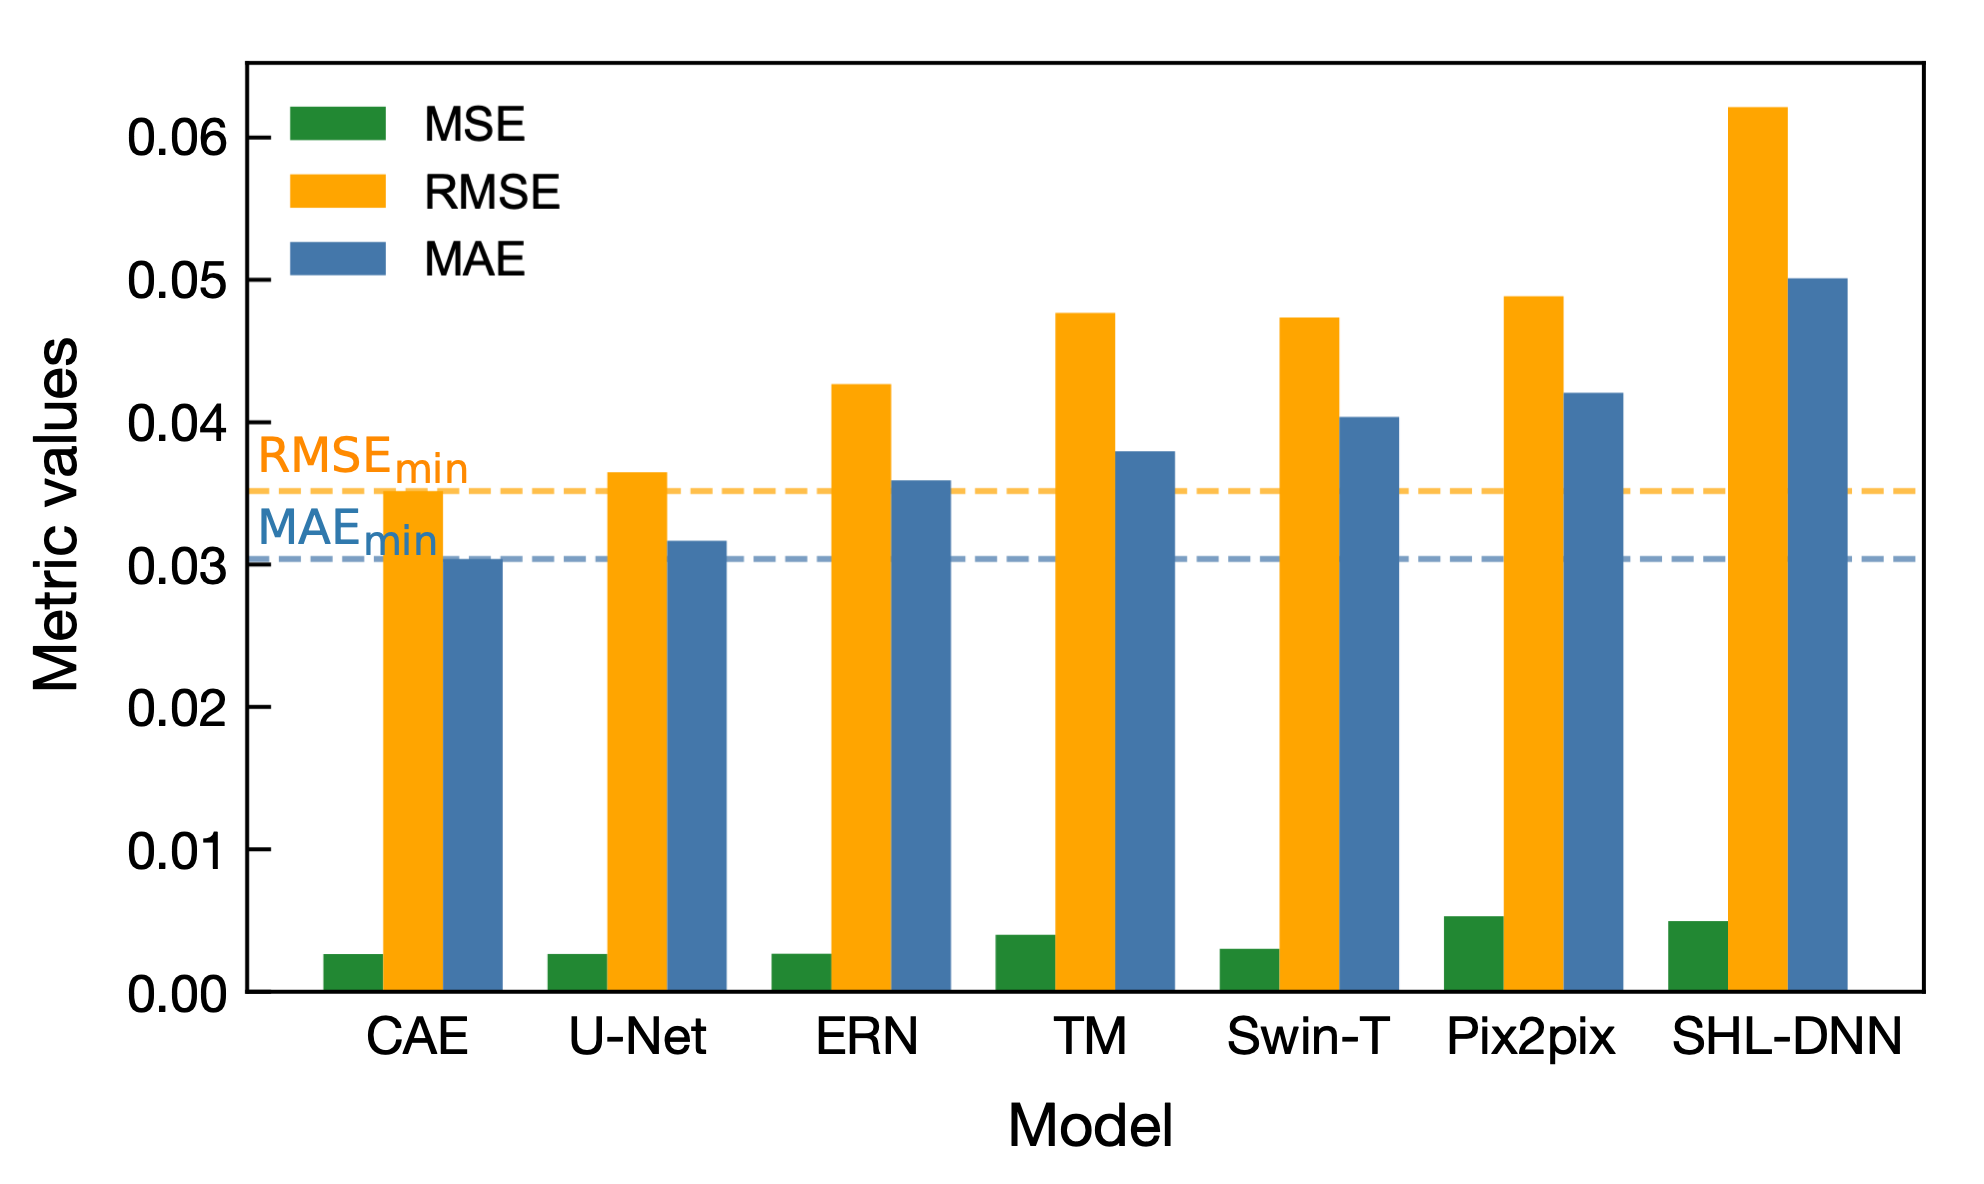 MSE
RMSE
MAE
0.06
0.05
0.04
0.03
0.02
0.01
0.00
Metric values
RMSEmin
MAEmin
CAE U-Net ERN TM Swin-T Pix2pix SHL-DNN
Model